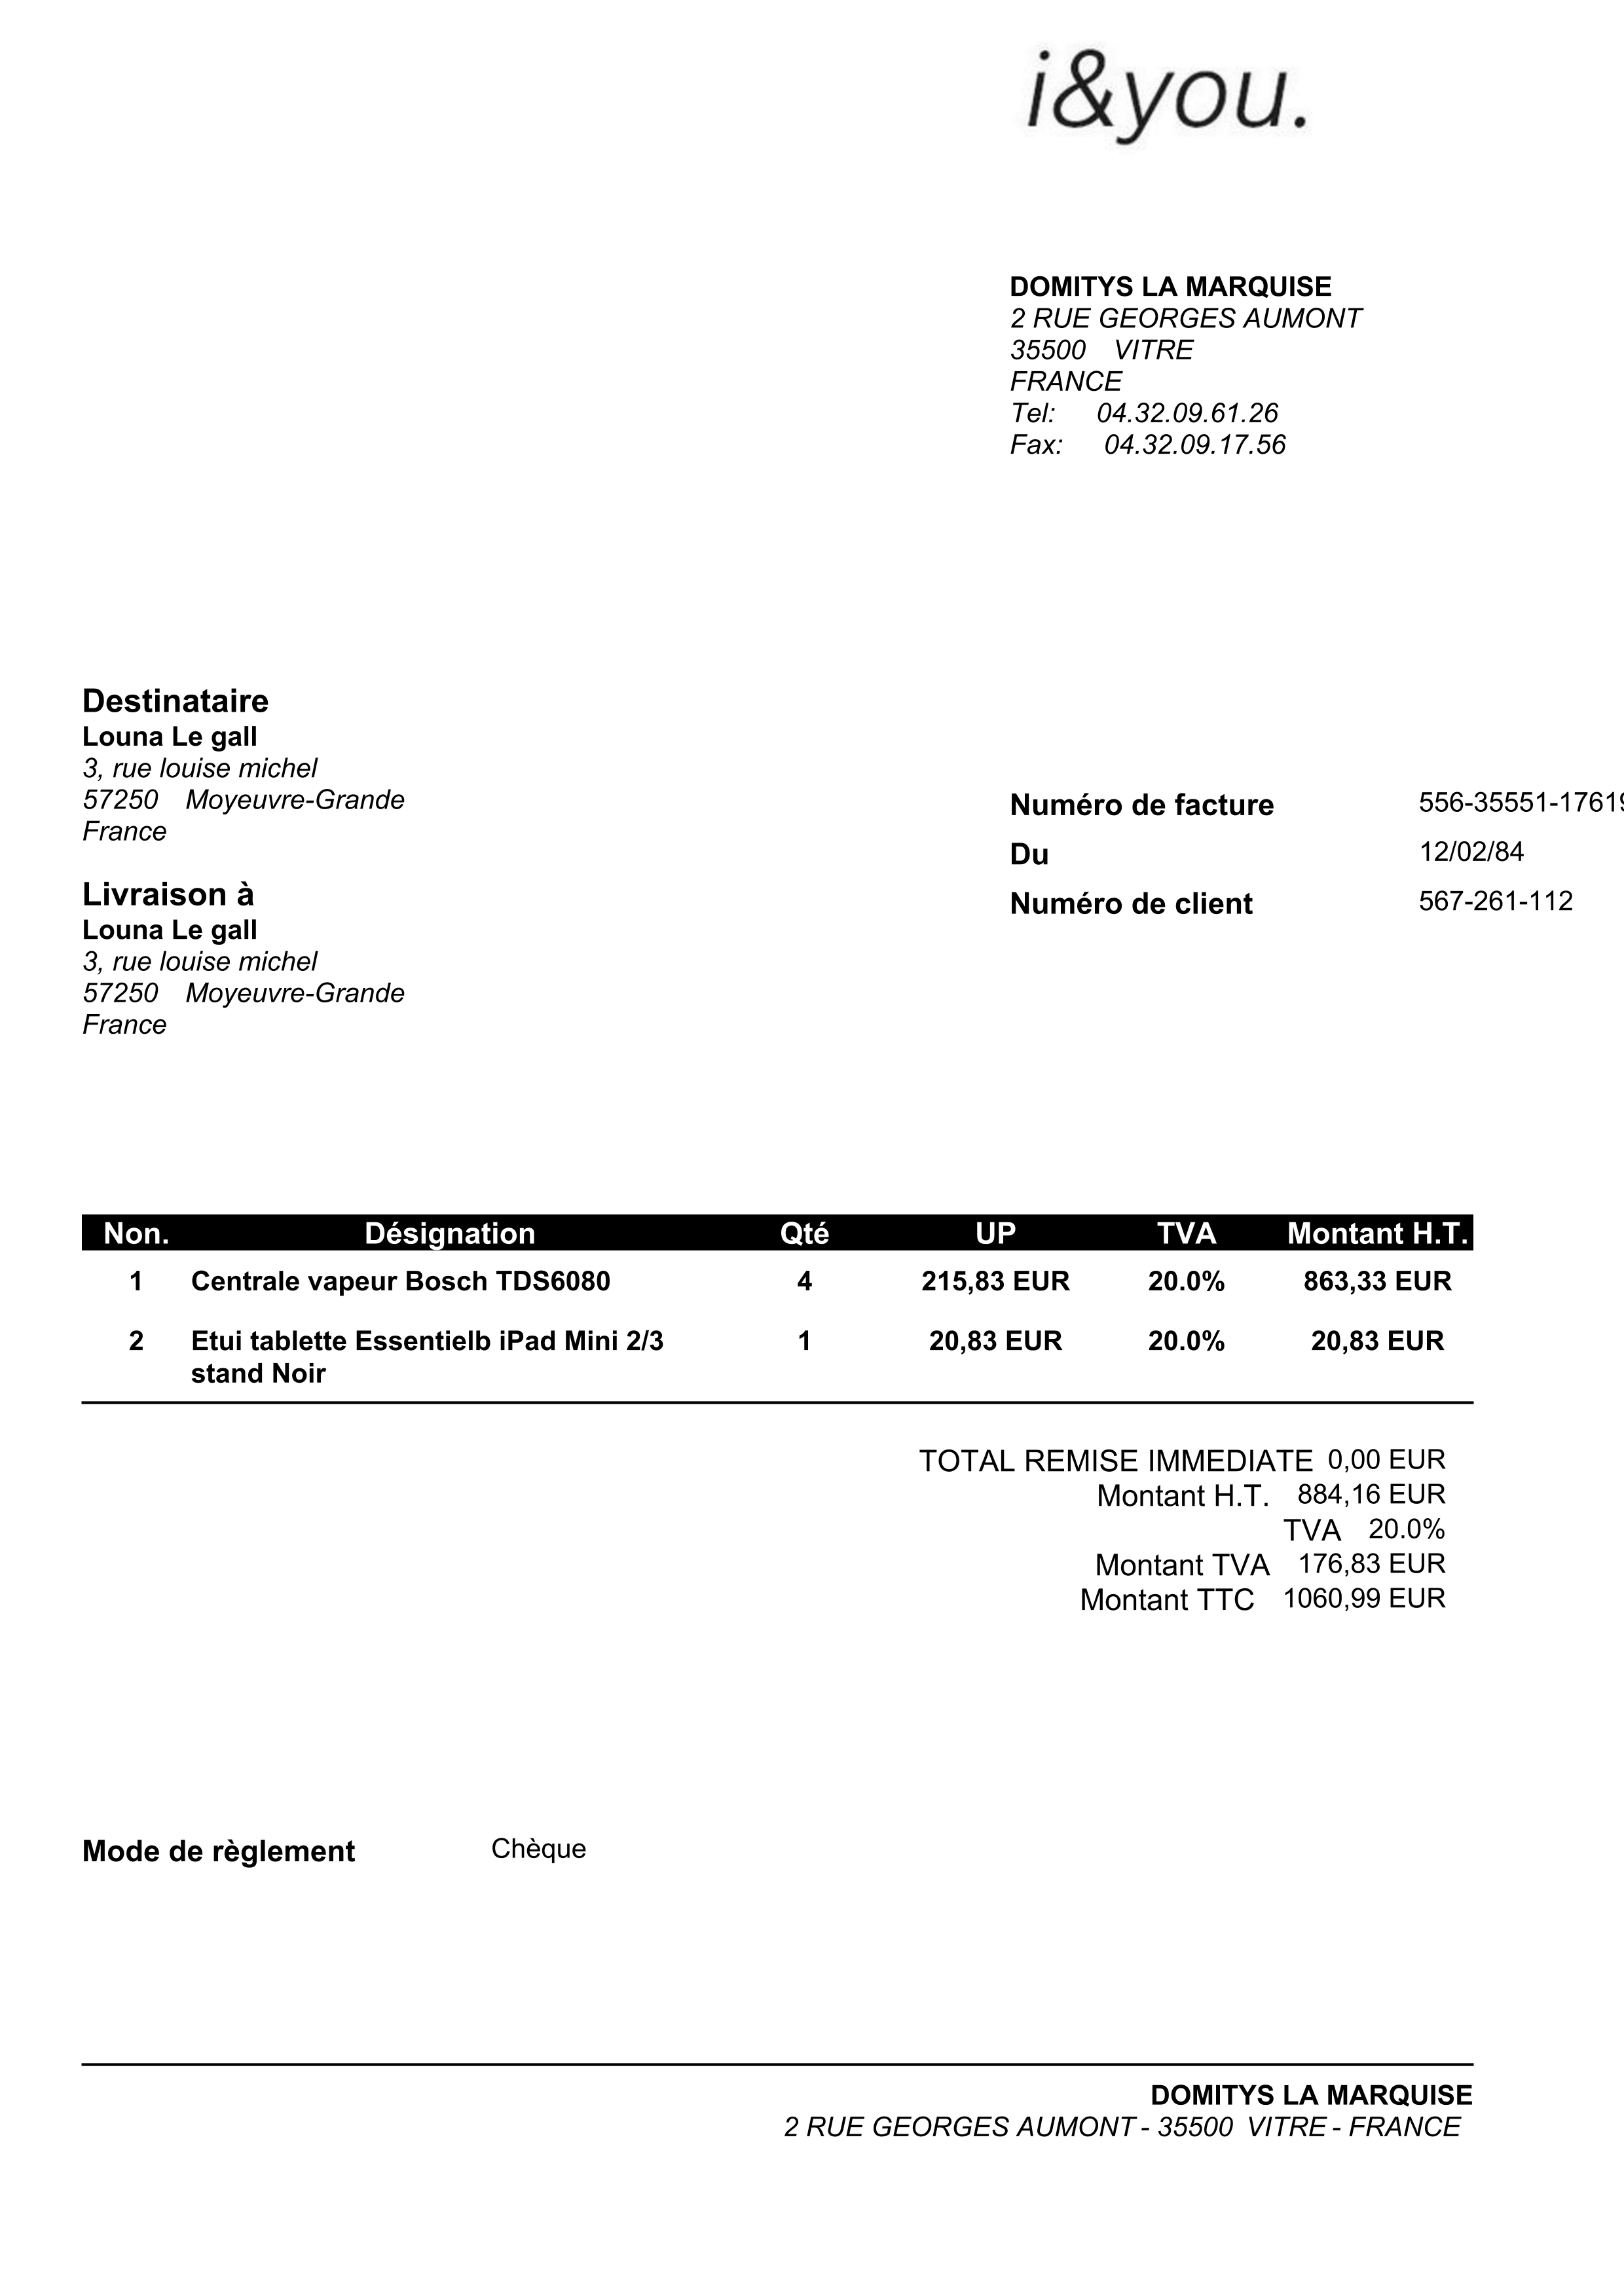 i&you.
DOMITYS LA MARQUISE
2 RUE GEORGES AUMONT
35500 VITRE
FRANCE
Tel: 04.32.09.61.26
Fax: 04.32.09.17.56
Destinataire
Louna Le gall
3, rue louise michel
57250 Moyeuvre-Grande
France
Livraison à
Louna Le gall
3, rue louise michel
57250 Moyeuvre-Grande
France
Numéro de facture 556-35551-17619
Du 12/02/84
Numéro de client 567-261-112
Non. Désignation Qté UP TVA Montant H.T.
1 Centrale vapeur Bosch TDS6080 4 215,83 EUR 20.0% 863,33 EUR
2 Etui tablette Essentielb iPad Mini 2/3 1 20,83 EUR 20.0% 20,83 EUR
stand Noir
TOTAL REMISE IMMEDIATE 0,00 EUR
Montant H.T. 884,16 EUR
TVA 20.0%
Montant TVA 176,83 EUR
Montant TTC 1060,99 EUR
Mode de règlement Chèque
DOMITYS LA MARQUISE
2 RUE GEORGES AUMONT - 35500 VITRE - FRANCE